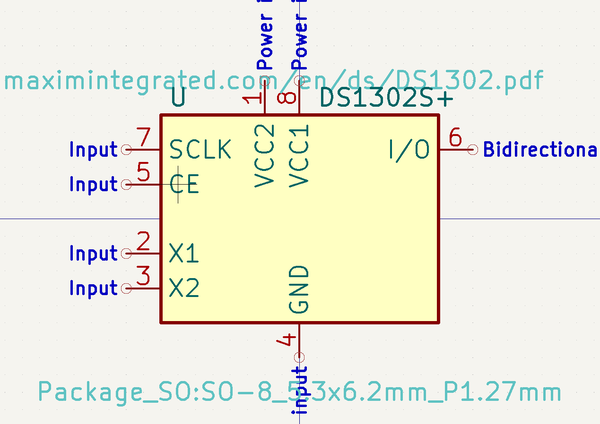 Power i
Power i
maximintegrated.com/en/ds/DS1302.pdf
U
1
8
DS1302S+
Input
7
SCLK
VCC2
VCC1
I/O
6
Bidirectiona
Input
5
CE
Input
2
X1
Input
3
X2
GND
4
input
Package_SO:SO-8_5.3x6.2mm_P1.27mm